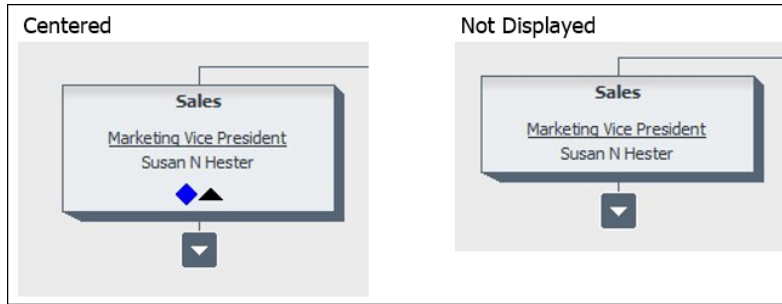 Centered
Sales
Marketing Vice President
Susan N Hester
Not Displayed
Sales
Marketing Vice President
Susan N Hester